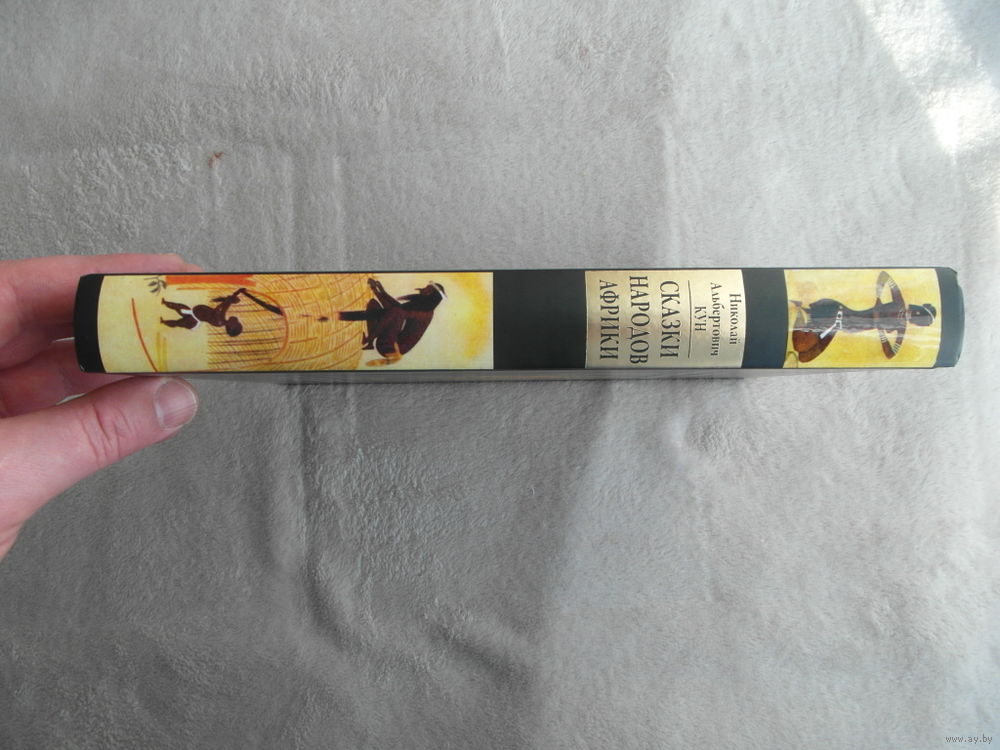 Николай
Альбертович
КУН
СКАЗКИ
НАРОДОВ
АФРИКИ
www.ay.by